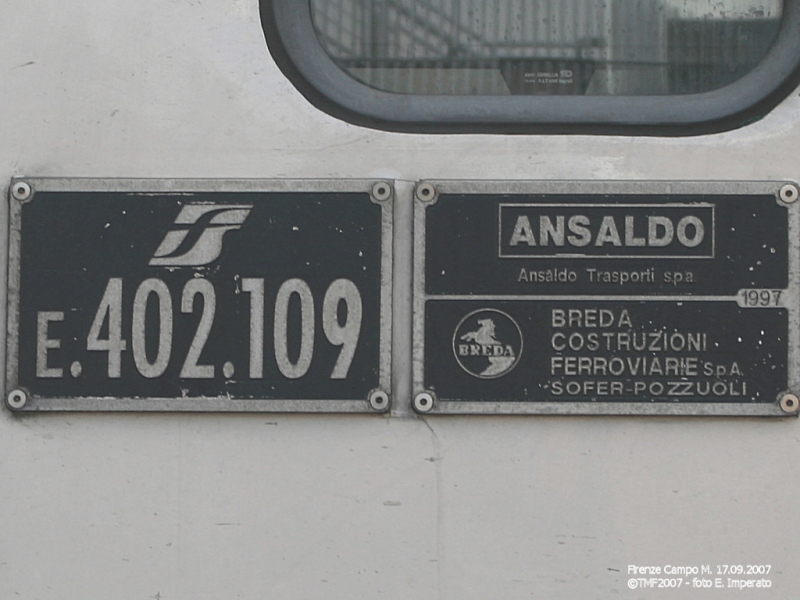 E.402.109
ANSALDO
Ansaldo Trasporti spa
1997
BREDA
BREDA
COSTRUZIONI
FERROVIARIE S.p.A.
SOFER-POZZUOLI
Firenze Campo M. 17.09.2007
©TMF2007 - foto E. Imperato